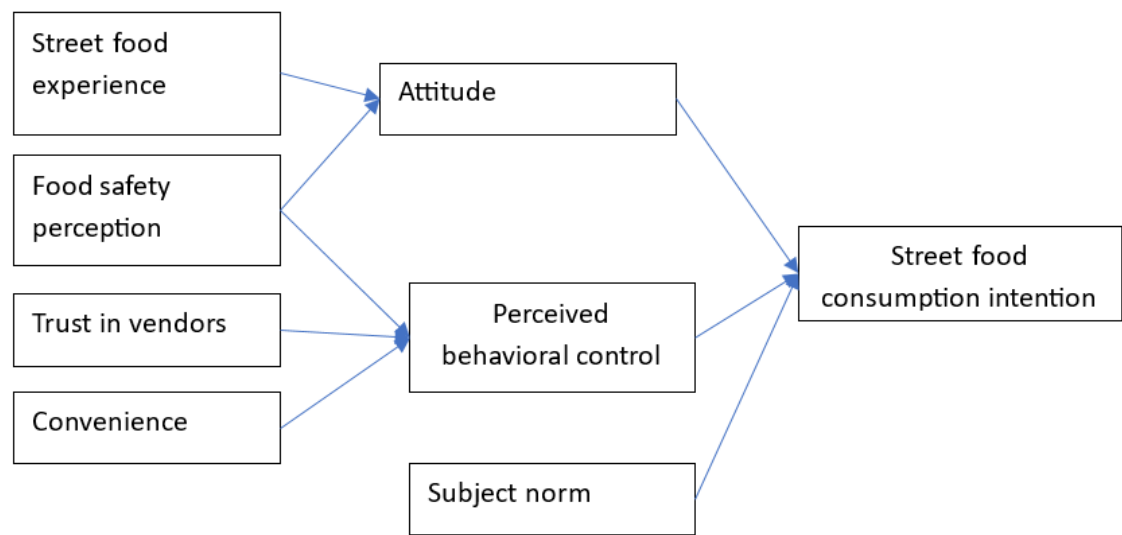 Street food
experience
Attitude
Food safety
perception
Street food
consumption intention
Trust in vendors
Perceived
behavioral control
Convenience
Subject norm